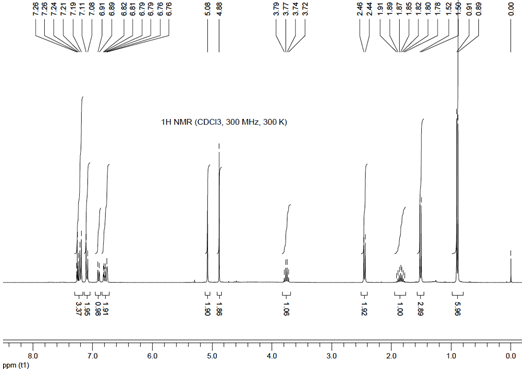 7.26 7.26 7.24 7.21 7.19 7.11 7.08 6.91 6.89 6.82 6.81 6.79 6.79 6.76 6.76 5.08 4.88 3.79 3.77 3.74 3.72 2.46 2.44 1.91 1.89 1.87 1.85 1.82 1.80 1.78 1.52 1.50 0.91 0.89 0.00
1H NMR (CDCl3, 300 MHz, 300 K)
3.37 1.95 0.98 1.91 1.90 1.86 1.06 1.92 1.00 2.89 5.96
8.0 7.0 6.0 5.0 4.0 3.0 2.0 1.0 0.0
ppm (t1)